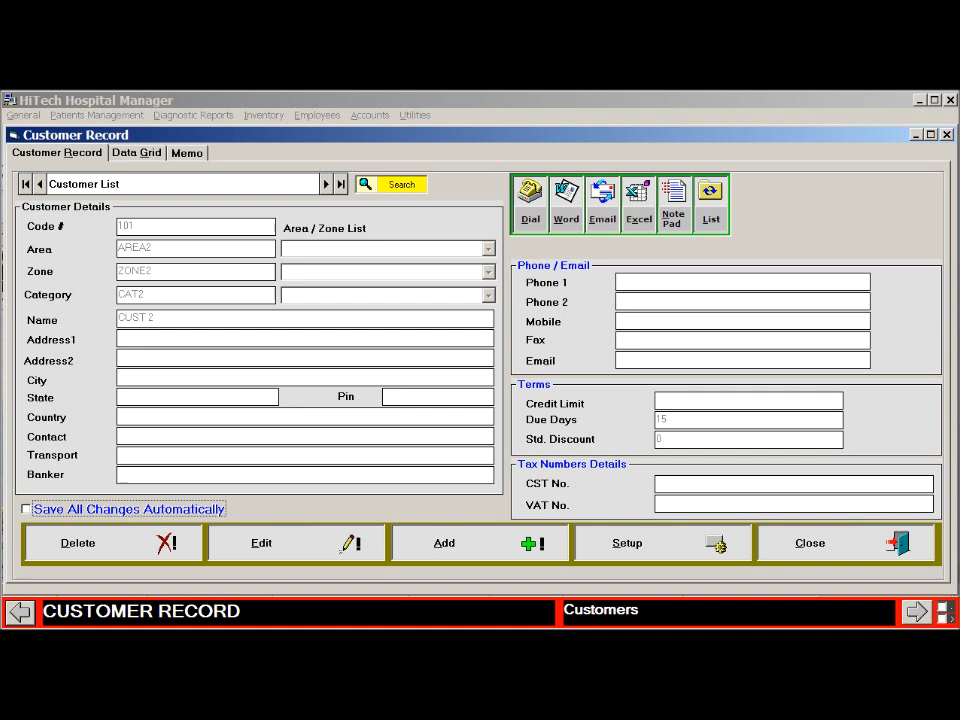 HiTech Hospital Manager
General Patients Management Diagnostic Reports Inventory Employees Accounts Utilities
Customer Record
Customer Record Data Grid Memo
Customer List Search
Dial Word Email Excel Note Pad List
Customer Details
Code # 101 Area / Zone List
Area AREA2
Zone ZONE2
Category CAT2
Name CUST 2
Address1
Address2
City
State Pin
Country
Contact
Transport
Banker
Phone / Email
Phone 1
Phone 2
Mobile
Fax
Email
Terms
Credit Limit
Due Days 15
Std. Discount 0
Tax Numbers Details
CST No.
VAT No.
Save All Changes Automatically
Delete Edit Add Setup Close
CUSTOMER RECORD Customers